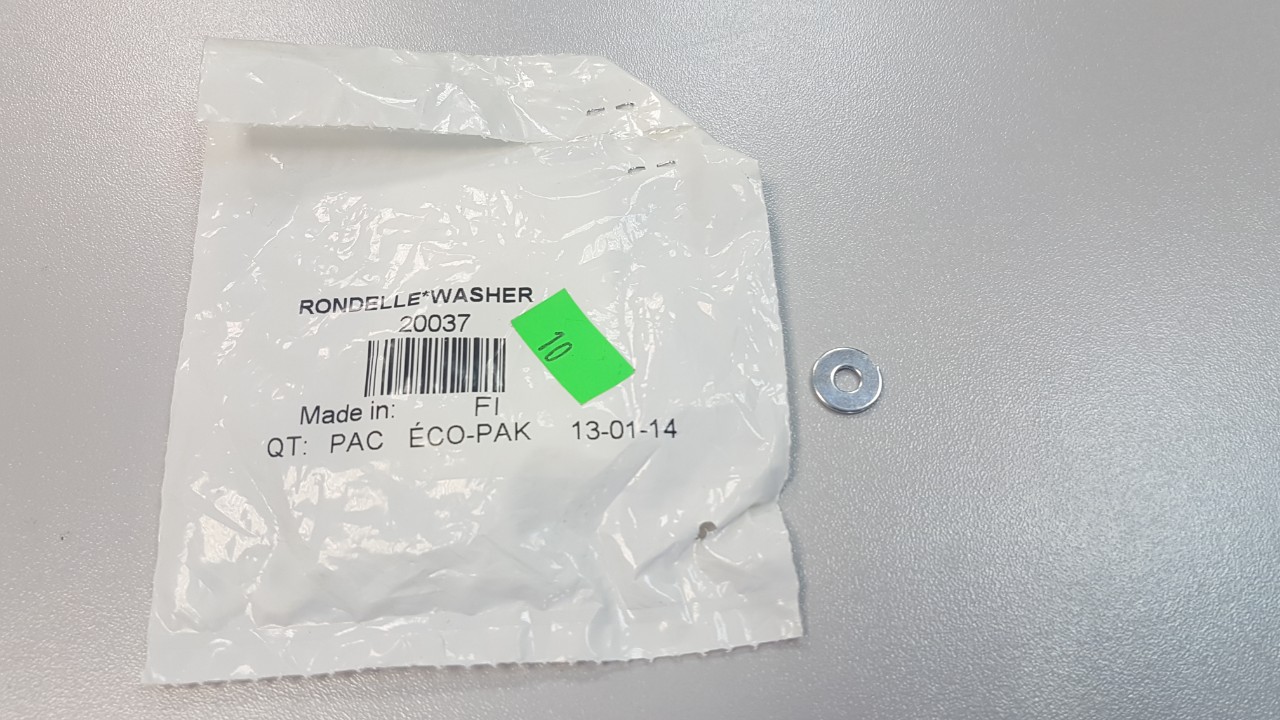 RONDELLE*WASHER
20037
10
Made in: FI
QT: PAC ÉCO-PAK 13-01-14